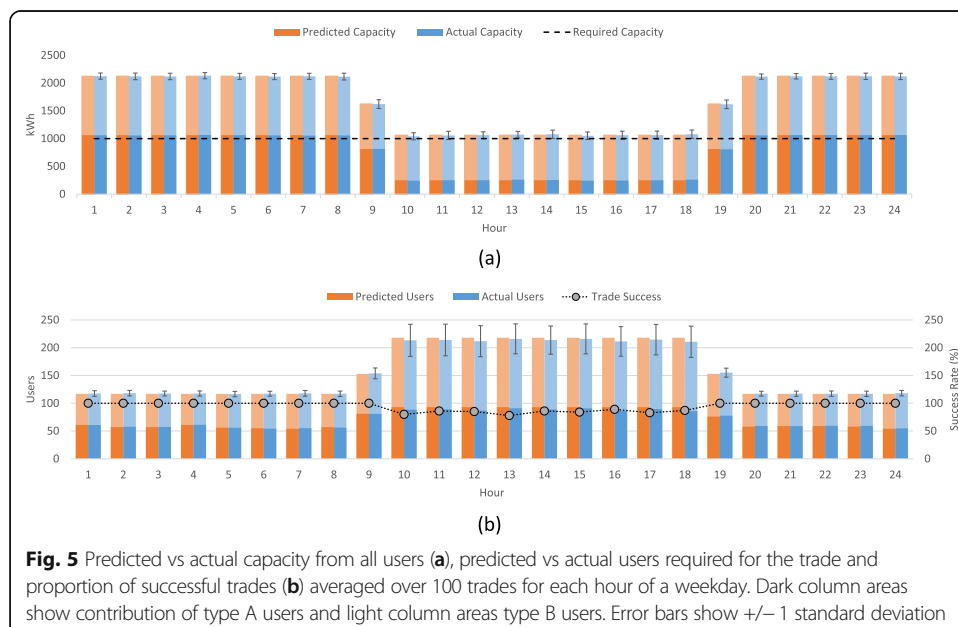 Predicted Capacity Actual Capacity Required Capacity
2500
2000
1500
1000
500
0
kWh
1 2 3 4 5 6 7 8 9 10 11 12 13 14 15 16 17 18 19 20 21 22 23 24
Hour
(a)
Predicted Users Actual Users Trade Success
250 250
200 200
150 150
100 100
50 50
0 0
Users
Success Rate (%)
1 2 3 4 5 6 7 8 9 10 11 12 13 14 15 16 17 18 19 20 21 22 23 24
Hour
(b)
Fig. 5 Predicted vs actual capacity from all users (a), predicted vs actual users required for the trade and
proportion of successful trades (b) averaged over 100 trades for each hour of a weekday. Dark column areas
show contribution of type A users and light column areas type B users. Error bars show +/− 1 standard deviation